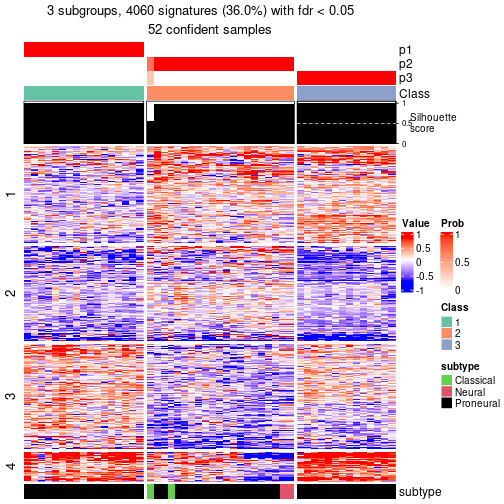 3 subgroups, 4060 signatures (36.0%) with fdr < 0.05
52 confident samples
p1
p2
p3
Class
1
0.5
0
Silhouette
score
1
2
3
4
subtype
Value
1
0.5
0
-0.5
-1
Prob
1
0.5
0
Class
1
2
3
subtype
Classical
Neural
Proneural